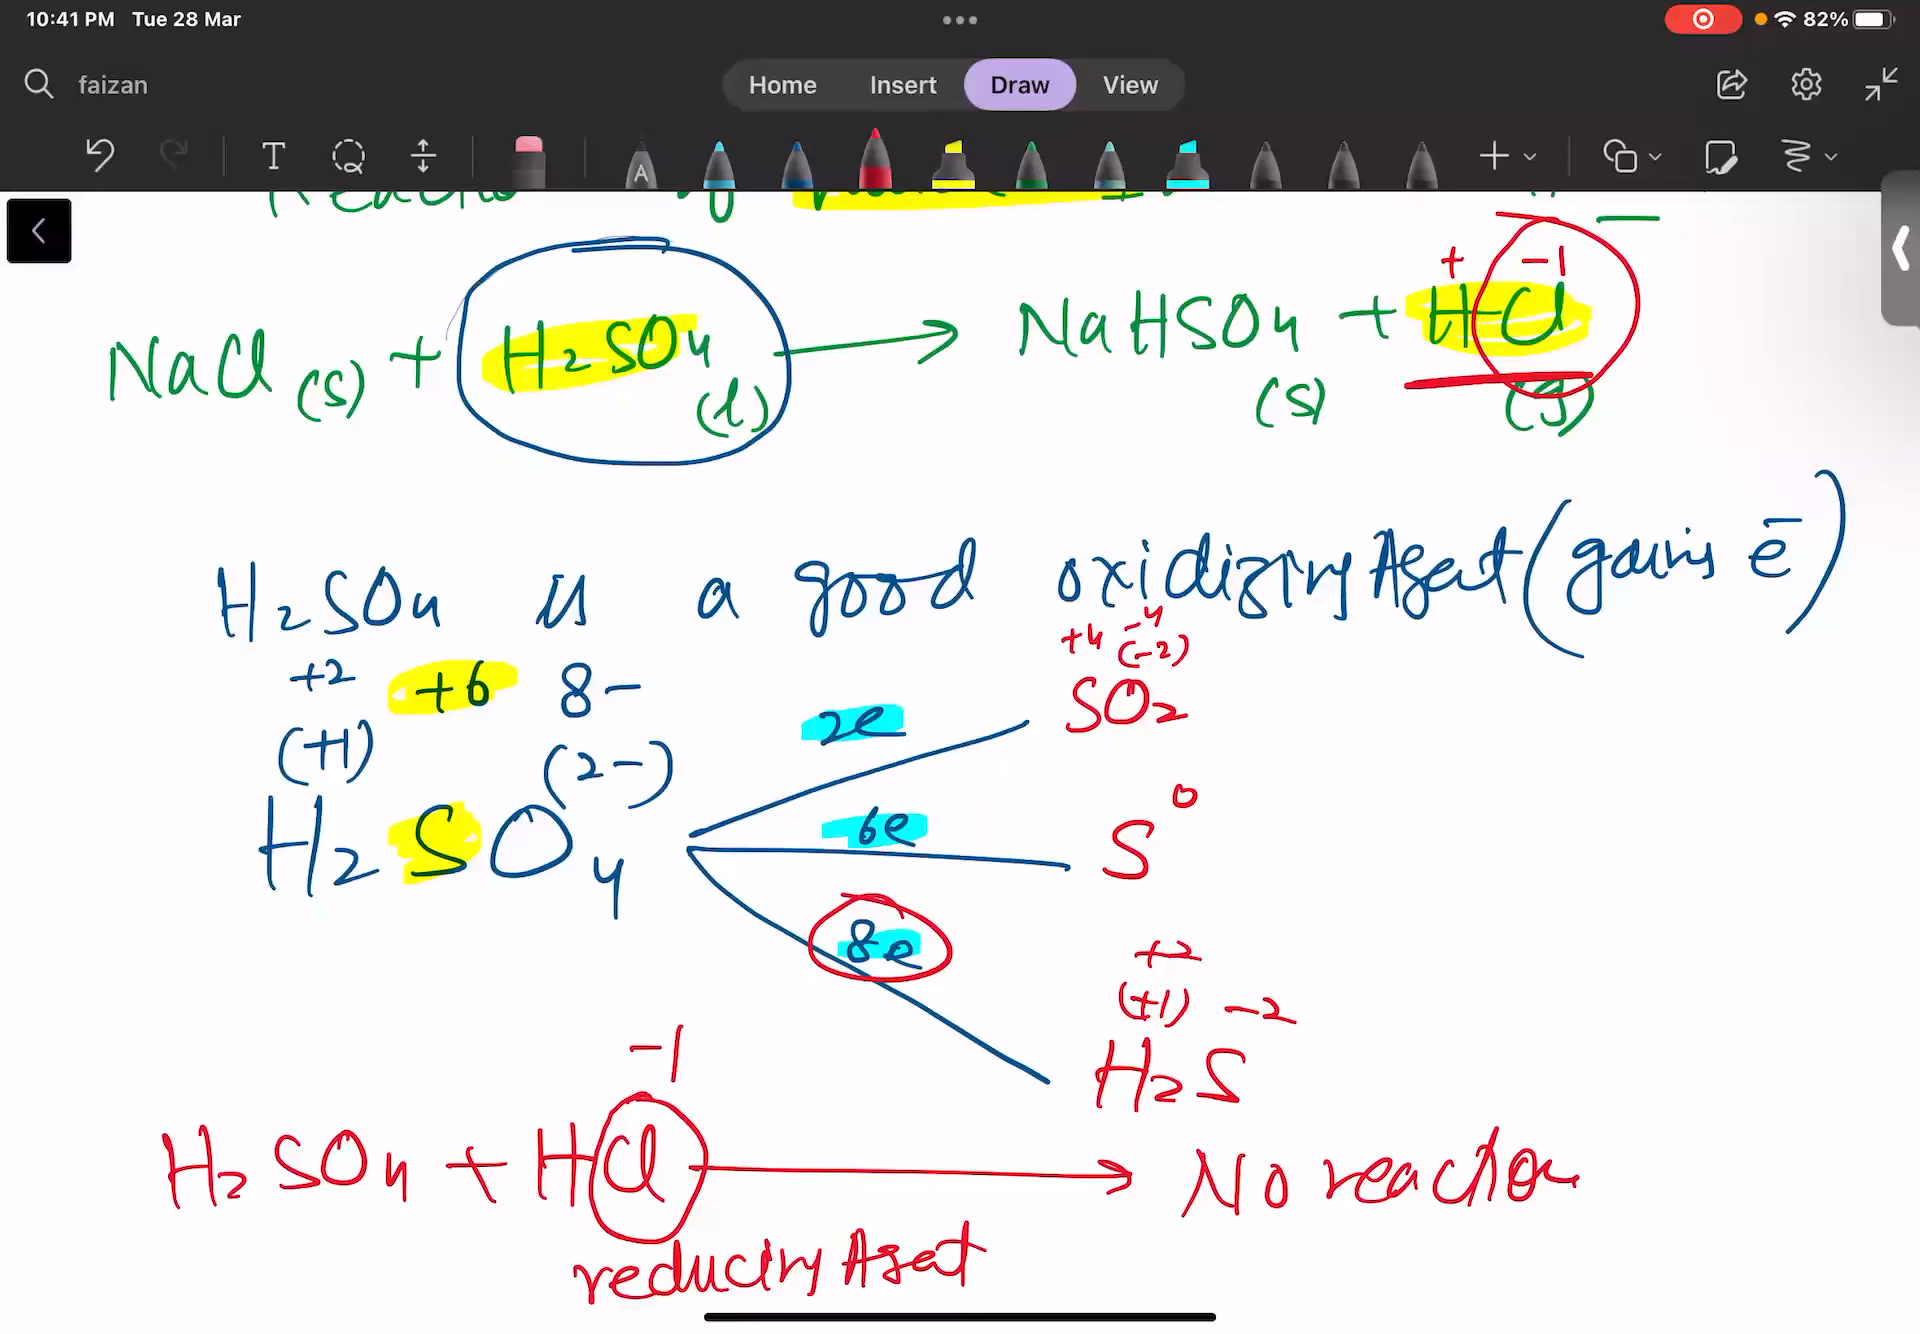 10:41 PM Tue 28 Mar
82%
faizan
Home Insert Draw View
T
A
NaCl (s) + H2SO4 (l) → NaHSO4 (s) + HCl (g)
+ -1
H2SO4 is a good oxidizing Agent (gains e-)
+2 +6 8-
(+1) (2-)
H2SO4
2e
+4 -4
(-2)
SO2
6e
0
S
8e
+2
(+1) -2
H2S
-1
H2SO4 + HCl → No reaction
reducing Agent